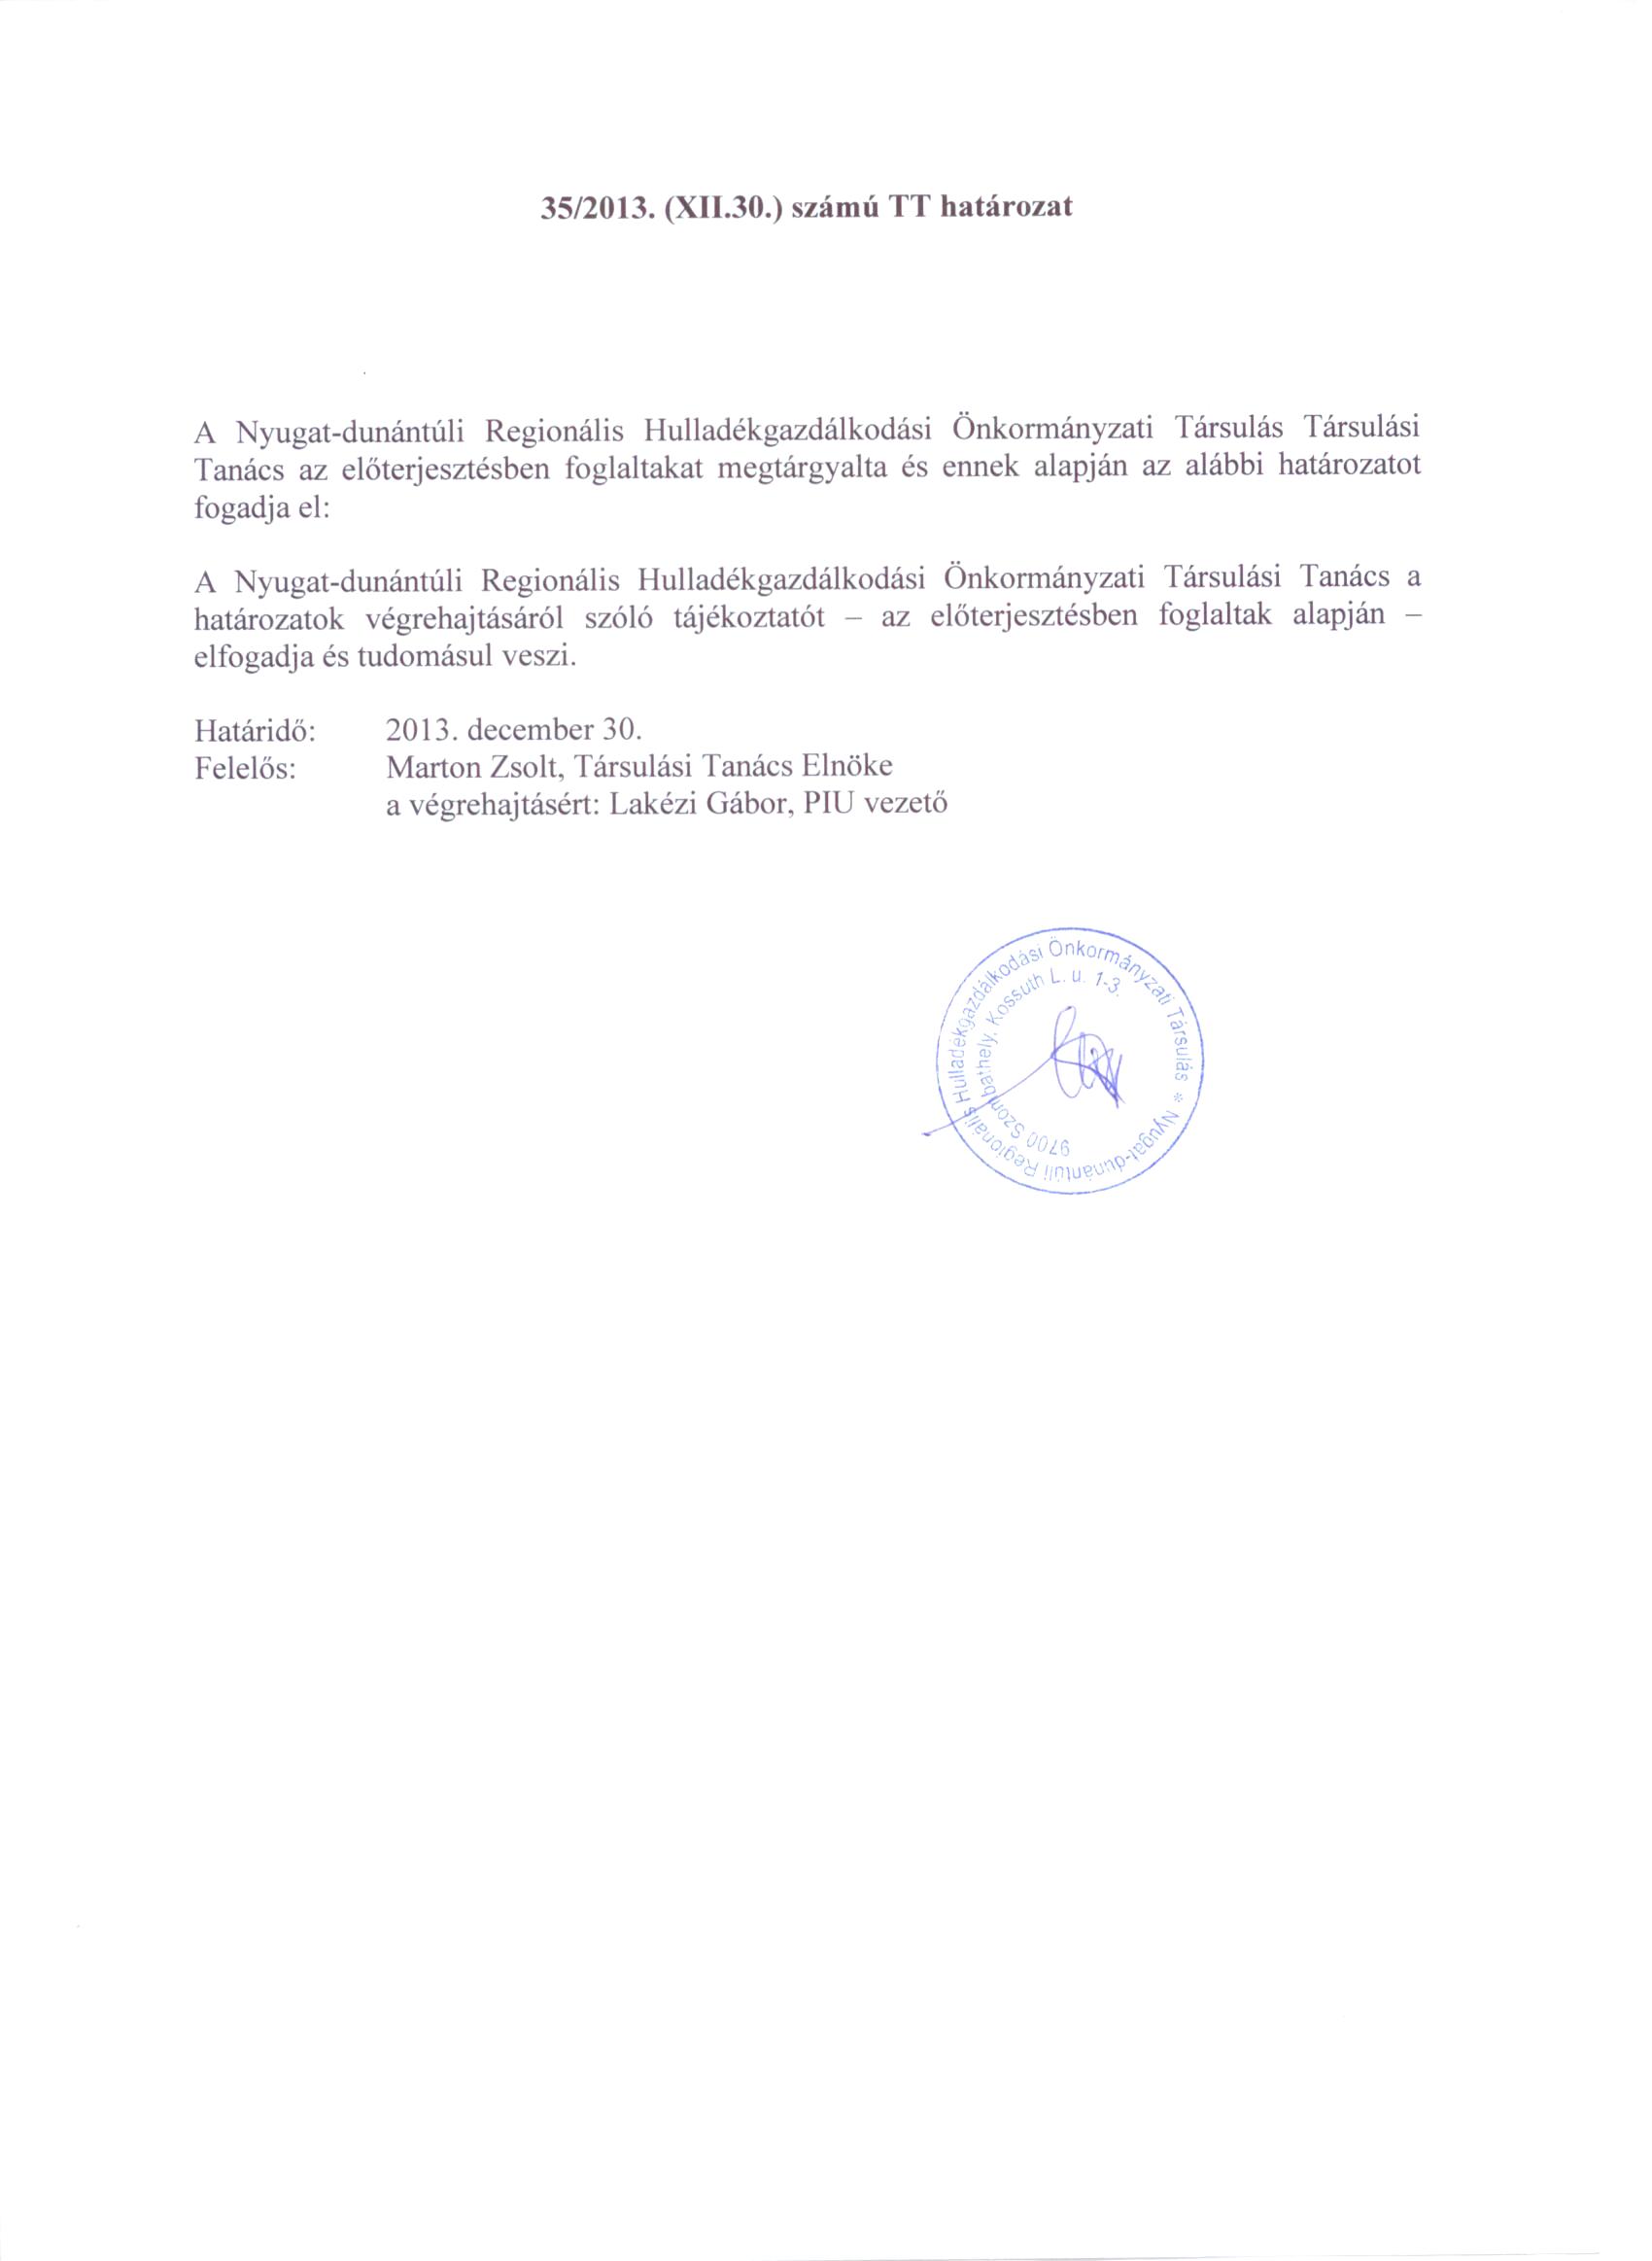 35/2013. (XII.30.) számú TT határozat
A Nyugat-dunántúli Regionális Hulladékgazdálkodási Önkormányzati Társulás Társulási
Tanács az előterjesztésben foglaltakat megtárgyalta és ennek alapján az alábbi határozatot
fogadja el:
A Nyugat-dunántúli Regionális Hulladékgazdálkodási Önkormányzati Társulási Tanács a
határozatok végrehajtásáról szóló tájékoztatót – az előterjesztésben foglaltak alapján –
elfogadja és tudomásul veszi.
Határidő: 2013. december 30.
Felelős: Marton Zsolt, Társulási Tanács Elnöke
a végrehajtásért: Lakézi Gábor, PIU vezető
Nyugat-dunántúli Regionális Hulladékgazdálkodási Önkormányzati Társulás *
9700 Szombathely, Kossuth L. u. 1-3.